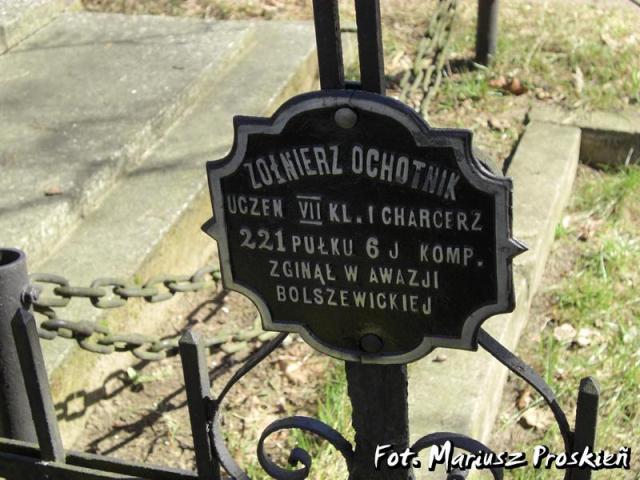 ŻOŁNIERZ OCHOTNIK
UCZEŃ VII KL. I CHARCERZ
221 PUŁKU 6 J KOMP.
ZGINĄŁ W AWAZJI
BOLSZEWICKIEJ
Fot. Mariusz Proskień